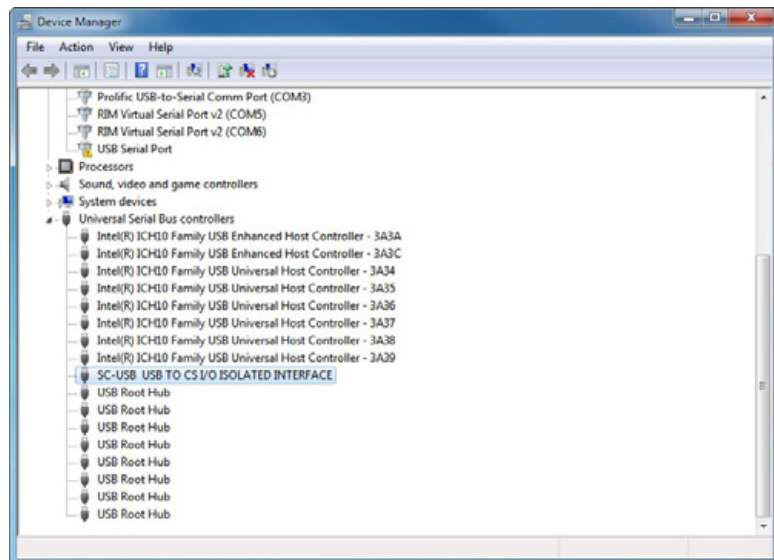 Device Manager
File Action View Help
Prolific USB-to-Serial Comm Port (COM3)
RIM Virtual Serial Port v2 (COM5)
RIM Virtual Serial Port v2 (COM6)
USB Serial Port
Processors
Sound, video and game controllers
System devices
Universal Serial Bus controllers
Intel(R) ICH10 Family USB Enhanced Host Controller - 3A3A
Intel(R) ICH10 Family USB Enhanced Host Controller - 3A3C
Intel(R) ICH10 Family USB Universal Host Controller - 3A34
Intel(R) ICH10 Family USB Universal Host Controller - 3A35
Intel(R) ICH10 Family USB Universal Host Controller - 3A36
Intel(R) ICH10 Family USB Universal Host Controller - 3A37
Intel(R) ICH10 Family USB Universal Host Controller - 3A38
Intel(R) ICH10 Family USB Universal Host Controller - 3A39
SC-USB USB TO CS I/O ISOLATED INTERFACE
USB Root Hub
USB Root Hub
USB Root Hub
USB Root Hub
USB Root Hub
USB Root Hub
USB Root Hub
USB Root Hub